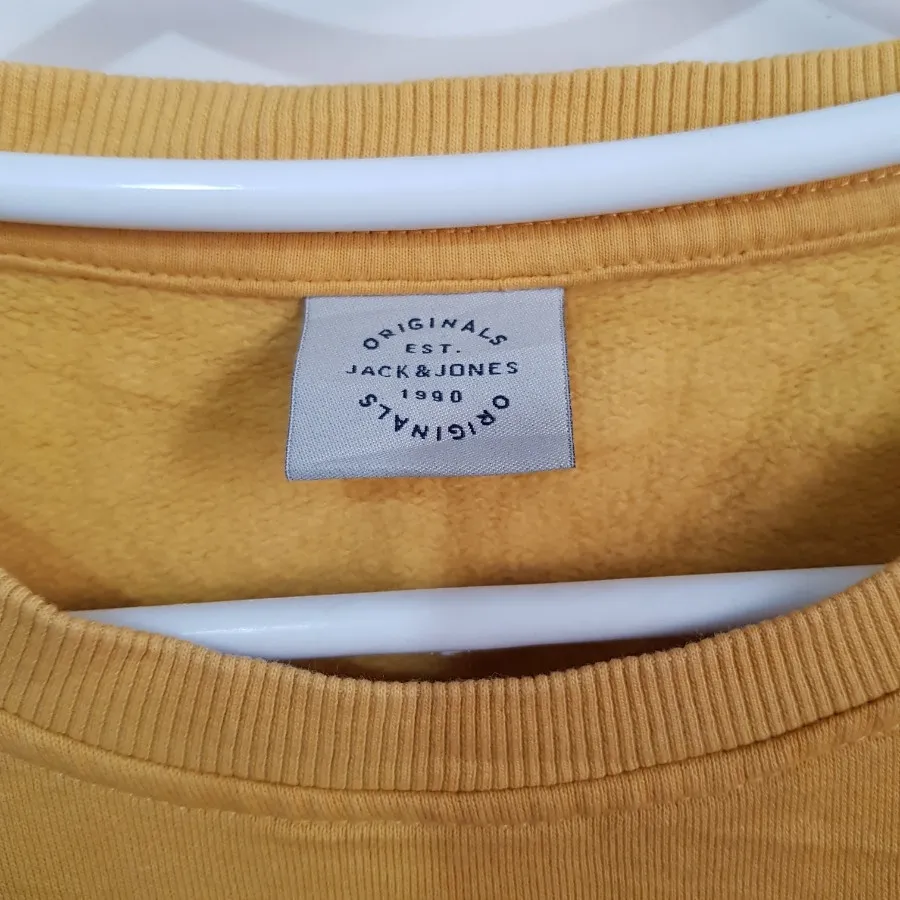 ORIGINALS
EST.
JACK&JONES
1990
ORIGINALS